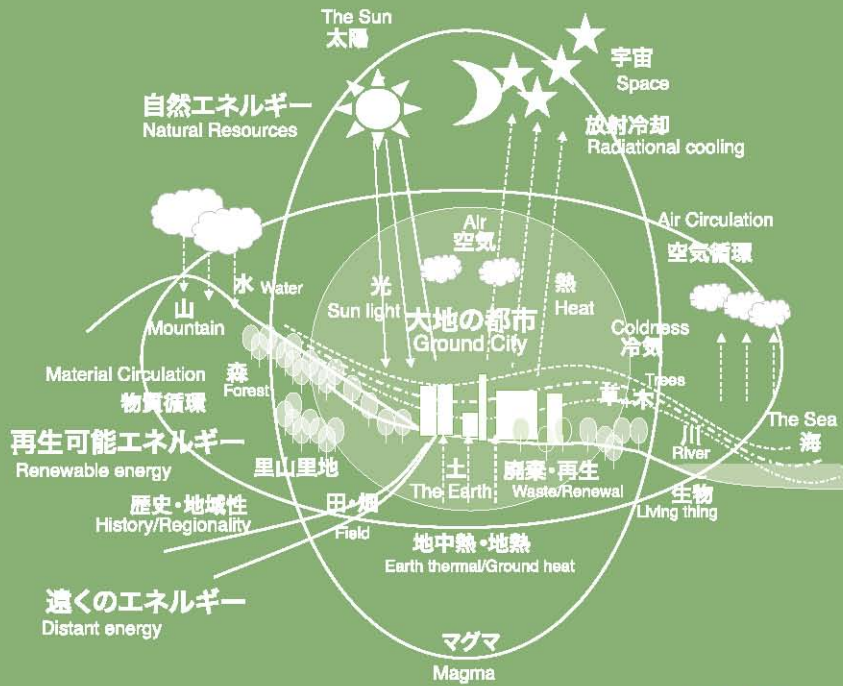 The Sun
太陽
宇宙
Space
自然エネルギー
Natural Resources
放射冷却
Radiational cooling
Air
空気
Air Circulation
空気循環
水 Water
山
Mountain
光
Sun light
熱
Heat
大地の都市
Ground City
Coldness
冷気
Material Circulation
物質循環
森
Forest
Trees
草・木
The Sea
海
川
River
再生可能エネルギー
Renewable energy
里山里地
土
The Earth
廃棄・再生
Waste/Renewal
生物
Living thing
歴史・地域性
History/Regionality
田・畑
Field
地中熱・地熱
Earth thermal/Ground heat
遠くのエネルギー
Distant energy
マグマ
Magma